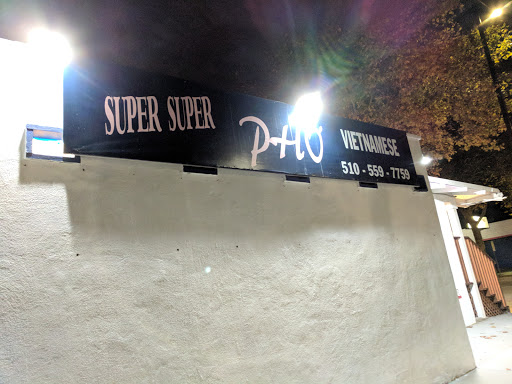 SUPER SUPER PHO VIETNAMESE
510 - 559 - 7759